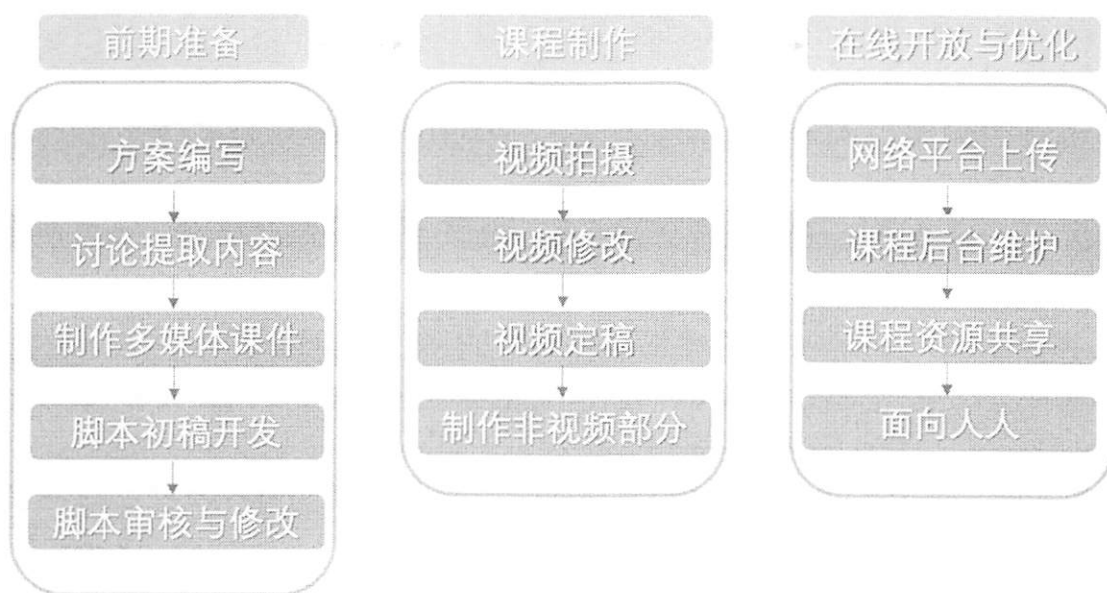 前期准备
方案编写
讨论提取内容
制作多媒体课件
脚本初稿开发
脚本审核与修改
课程制作
视频拍摄
视频修改
视频定稿
制作非视频部分
在线开放与优化
网络平台上传
课程后台维护
课程资源共享
面向人人